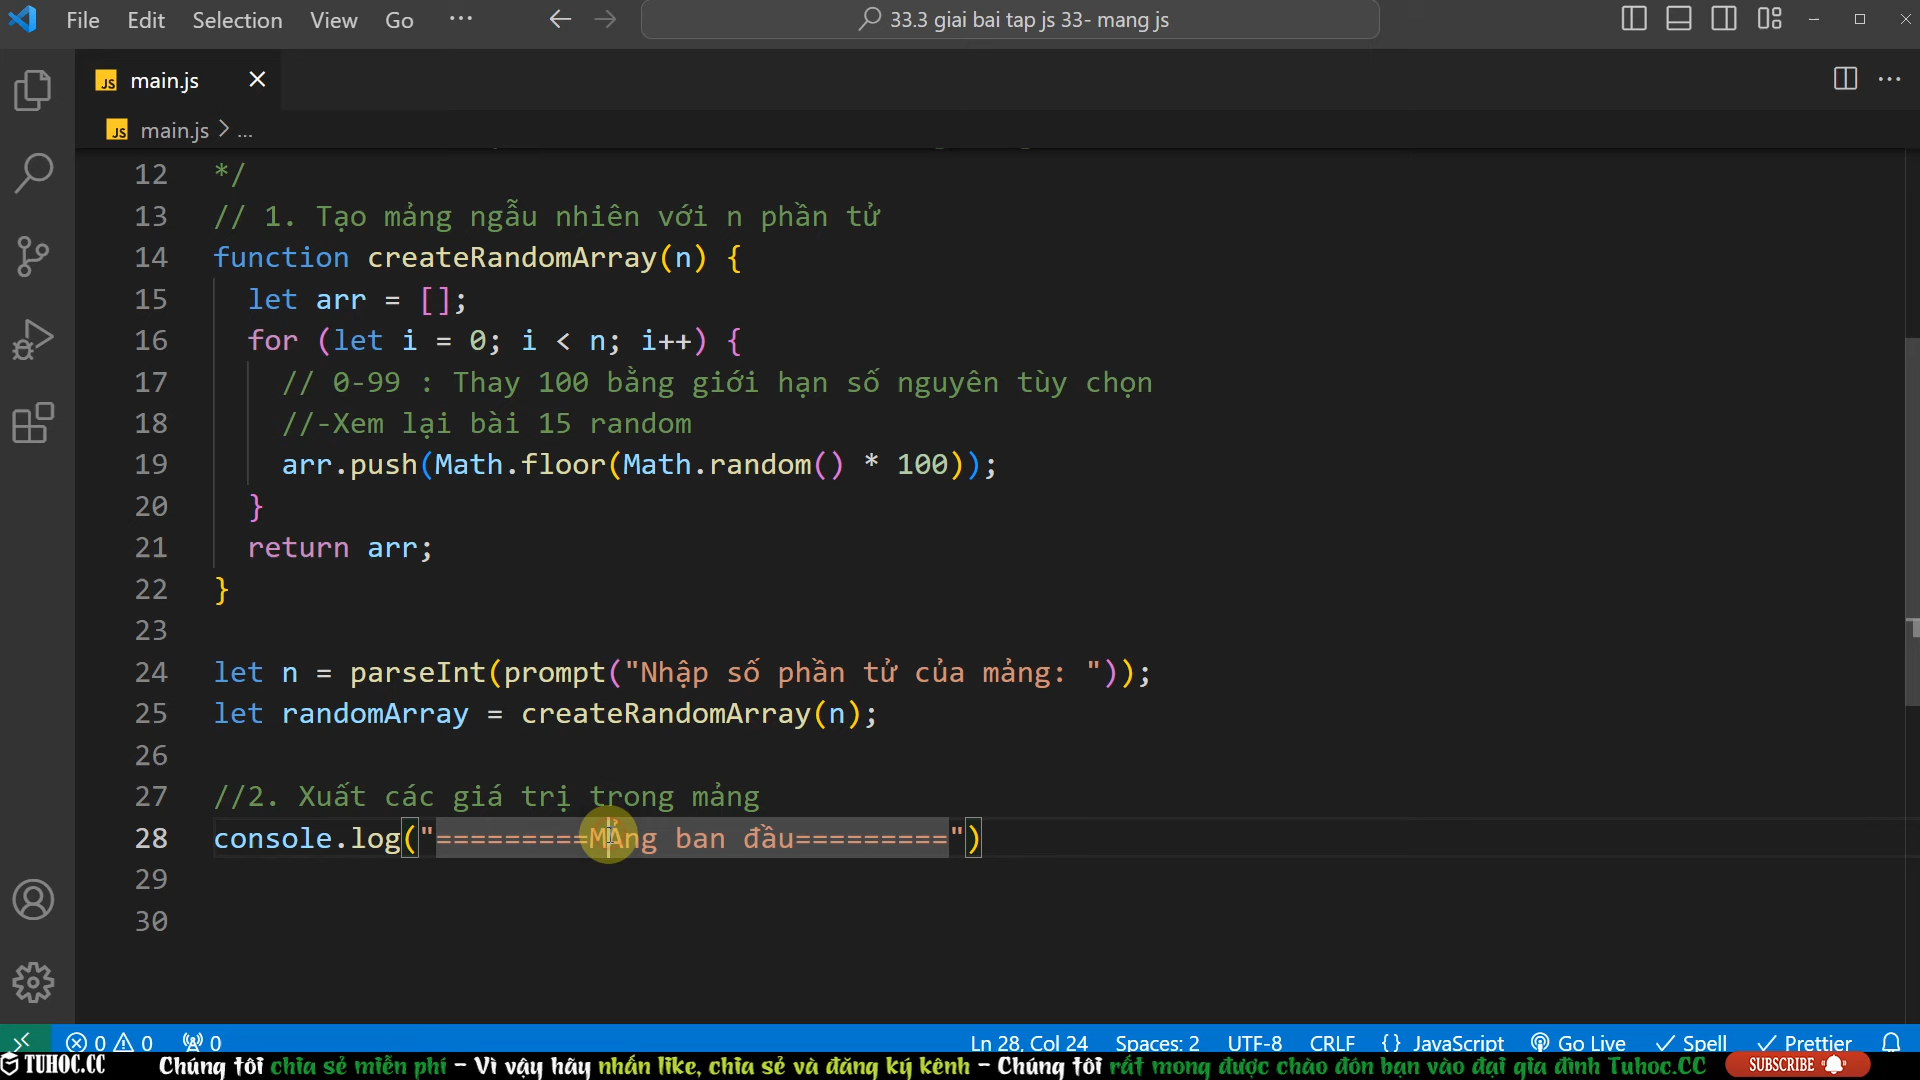 File Edit Selection View Go ... 33.3 giai bai tap js 33- mang js
JS main.js
JS main.js > ...
12 */
13 // 1. Tạo mảng ngẫu nhiên với n phần tử
14 function createRandomArray(n) {
15 let arr = [];
16 for (let i = 0; i < n; i++) {
17 // 0-99 : Thay 100 bằng giới hạn số nguyên tùy chọn
18 //-Xem lại bài 15 random
19 arr.push(Math.floor(Math.random() * 100));
20 }
21 return arr;
22 }
23
24 let n = parseInt(prompt("Nhập số phần tử của mảng: "));
25 let randomArray = createRandomArray(n);
26
27 //2. Xuất các giá trị trong mảng
28 console.log("=========MẢng ban đầu=========")
29
30
0 0 0 Ln 28, Col 24 Spaces: 2 UTF-8 CRLF {} JavaScript Go Live Spell Prettier
TUHOC.CC Chúng tôi chia sẻ miễn phí - Vì vậy hãy nhấn like, chia sẻ và đăng ký kênh - Chúng tôi rất mong được chào đón bạn vào đại gia đình Tuhoc.CC SUBSCRIBE